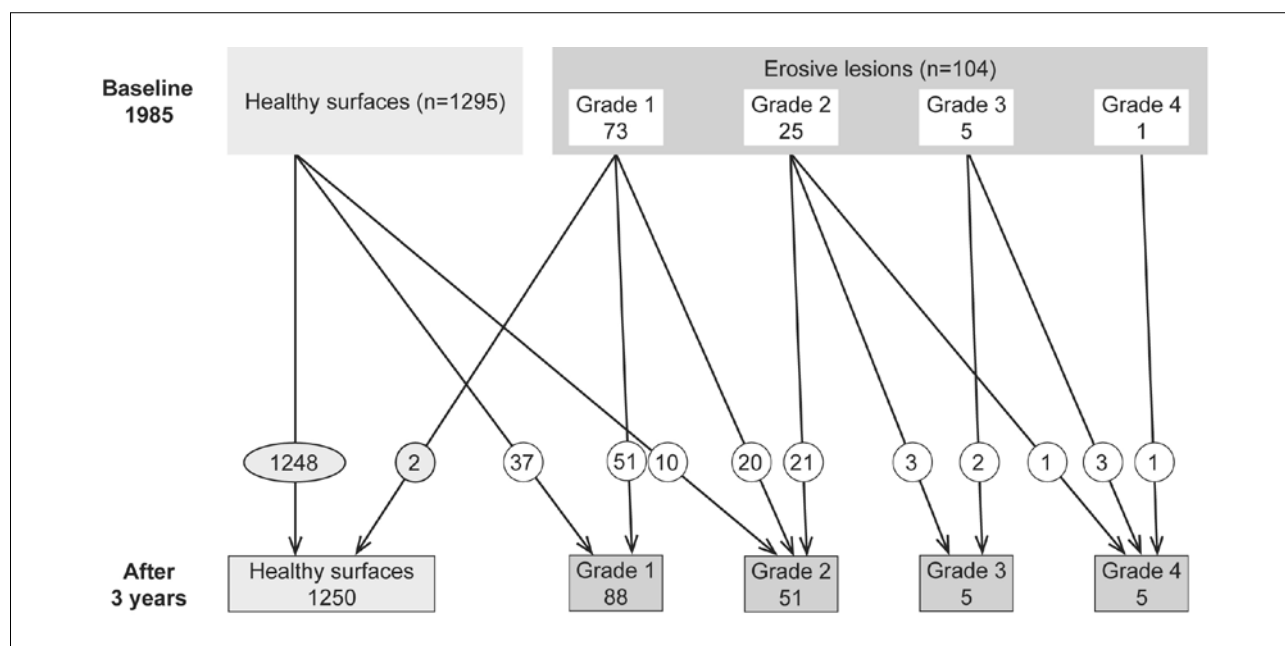 Baseline
1985
Healthy surfaces (n=1295)
Erosive lesions (n=104)
Grade 1
73
Grade 2
25
Grade 3
5
Grade 4
1
1248
2
37
51
10
20
21
3
2
1
3
1
After
3 years
Healthy surfaces
1250
Grade 1
88
Grade 2
51
Grade 3
5
Grade 4
5